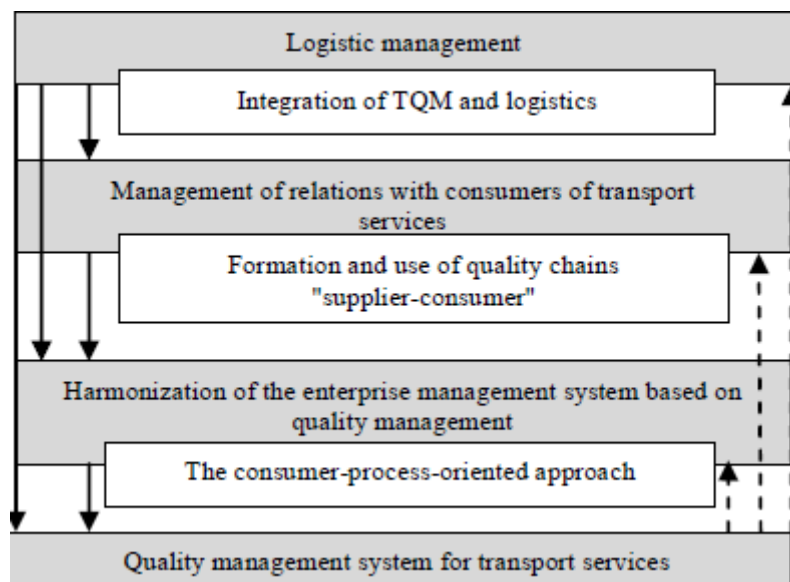 Logistic management
Integration of TQM and logistics
Management of relations with consumers of transport
services
Formation and use of quality chains
"supplier-consumer"
Harmonization of the enterprise management system based on
quality management
The consumer-process-oriented approach
Quality management system for transport services